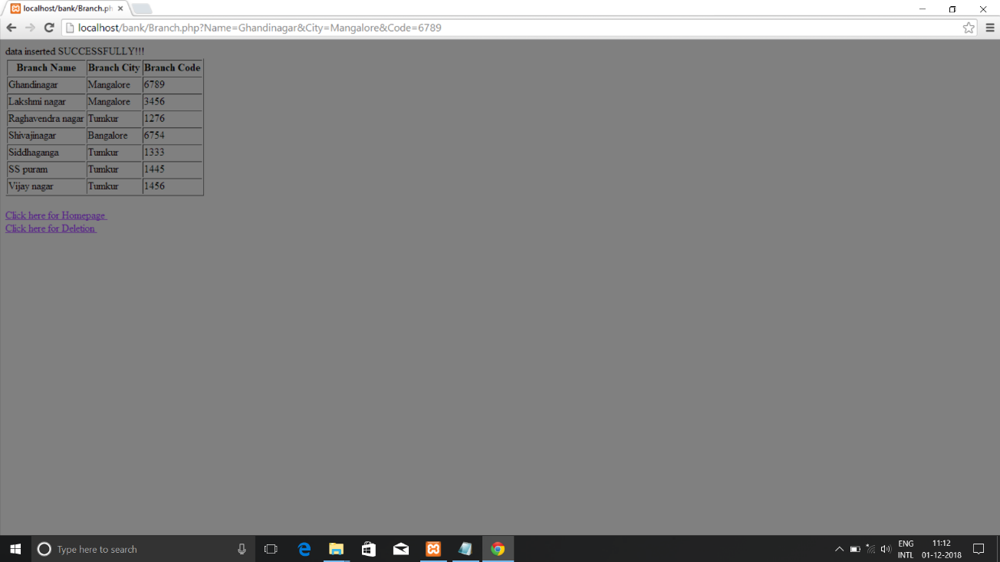 localhost/bank/Branch.ph
localhost/bank/Branch.php?Name=Ghandinagar&City=Mangalore&Code=6789
data inserted SUCCESSFULLY!!!
Branch Name Branch City Branch Code
Ghandinagar Mangalore 6789
Lakshmi nagar Mangalore 3456
Raghavendra nagar Tumkur 1276
Shivajinagar Bangalore 6754
Siddhaganga Tumkur 1333
SS puram Tumkur 1445
Vijay nagar Tumkur 1456
Click here for Homepage
Click here for Deletion
Type here to search
ENG 11:12
INTL 01-12-2018